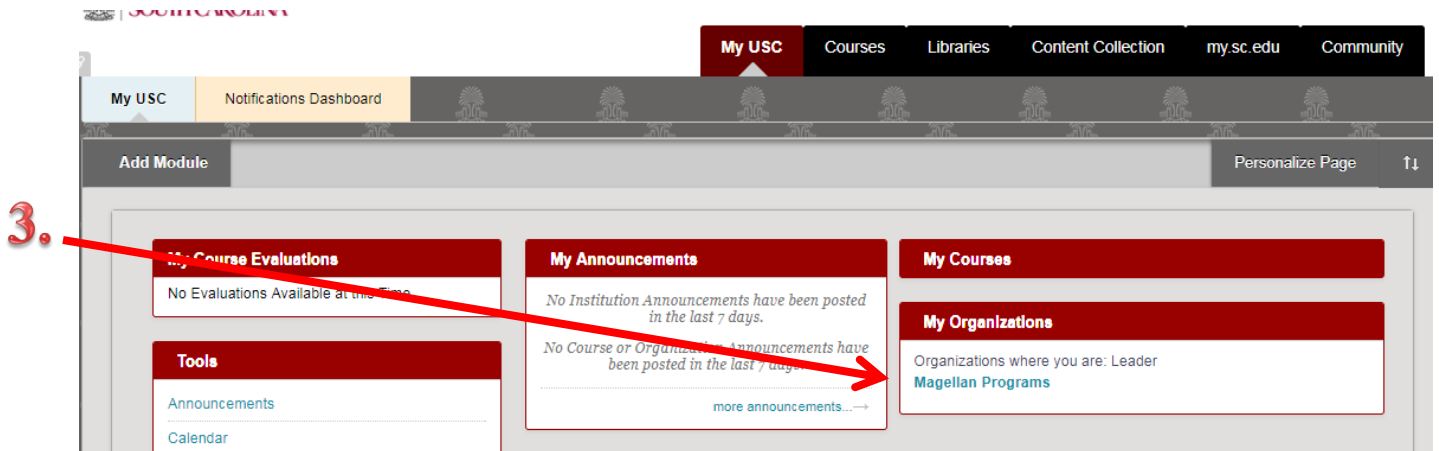 SOUTH CAROLINA
My USC Courses Libraries Content Collection my.sc.edu Community
My USC Notifications Dashboard
Add Module Personalize Page
3.
My Course Evaluations
No Evaluations Available at this Time
Tools
Announcements
Calendar
My Announcements
No Institution Announcements have been posted
in the last 7 days.
No Course or Organization Announcements have
been posted in the last 7 days.
more announcements...→
My Courses
My Organizations
Organizations where you are: Leader
Magellan Programs